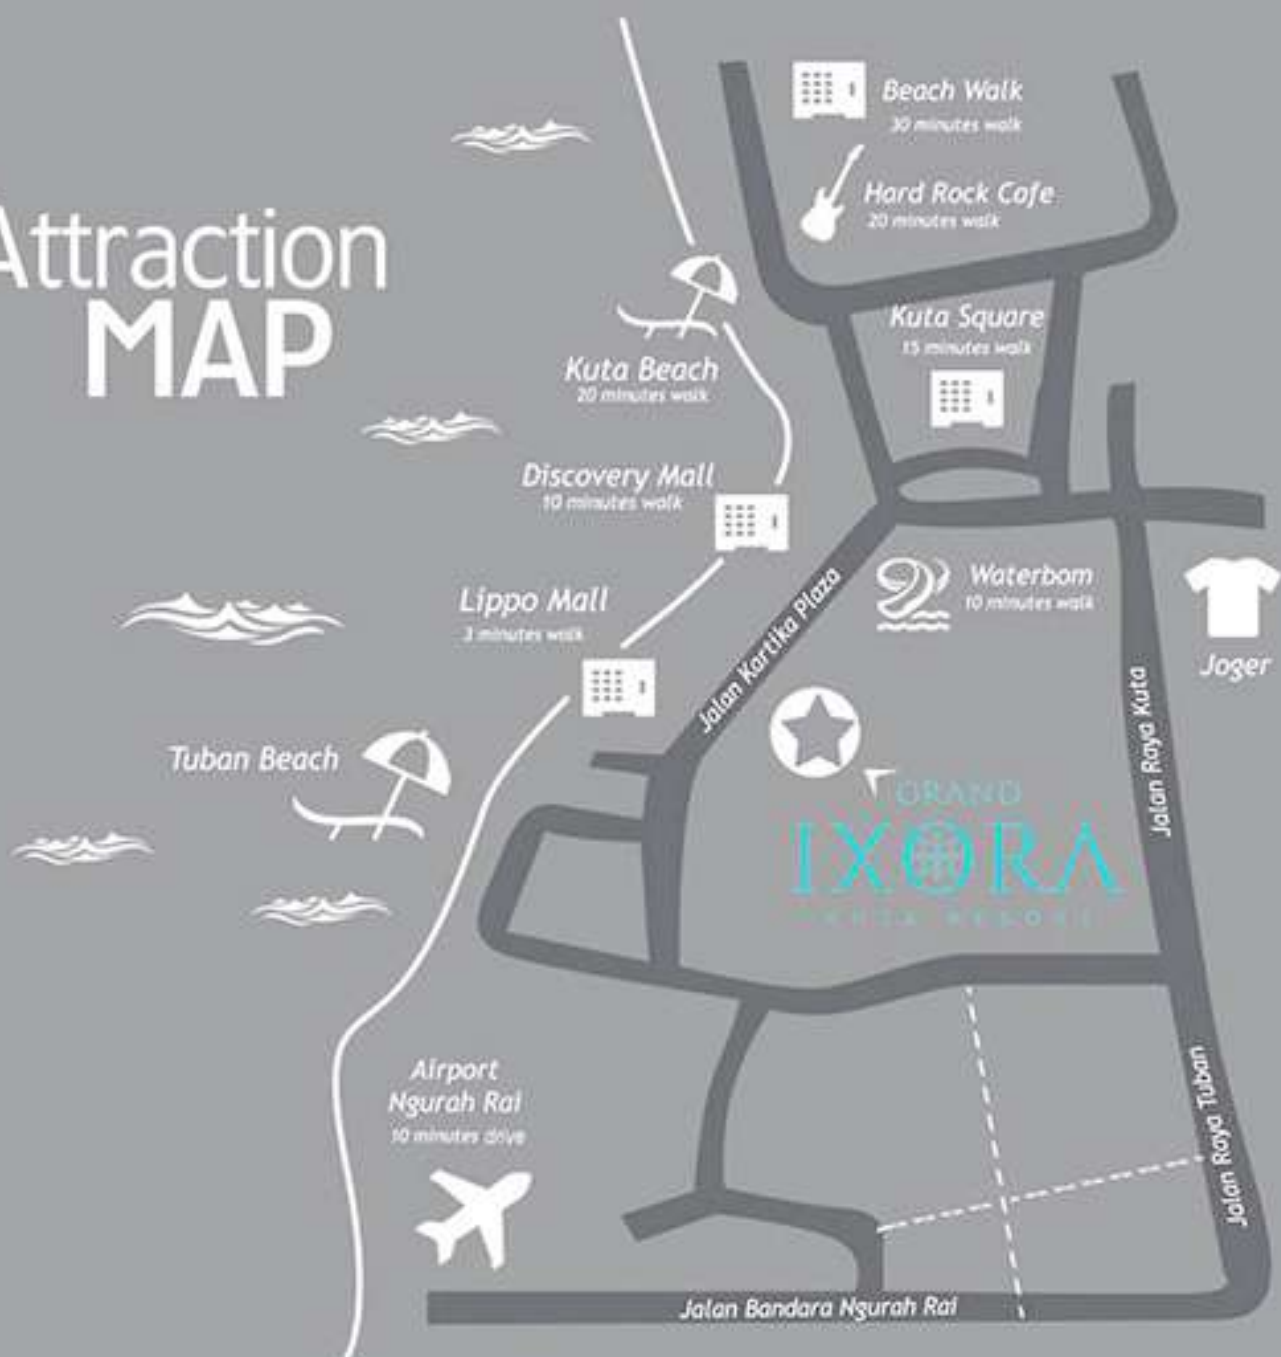 Attraction
MAP
Beach Walk
30 minutes walk
Hard Rock Cafe
20 minutes walk
Kuta Square
15 minutes walk
Kuta Beach
20 minutes walk
Discovery Mall
10 minutes walk
Lippo Mall
3 minutes walk
Waterbom
10 minutes walk
Joger
Jalan Kartika Plaza
Jalan Raya Kuta
Tuban Beach
GRAND
IXORA
KUTA RESORT
Airport
Ngurah Rai
10 minutes drive
Jalan Raya Tuban
Jalan Bandara Ngurah Rai